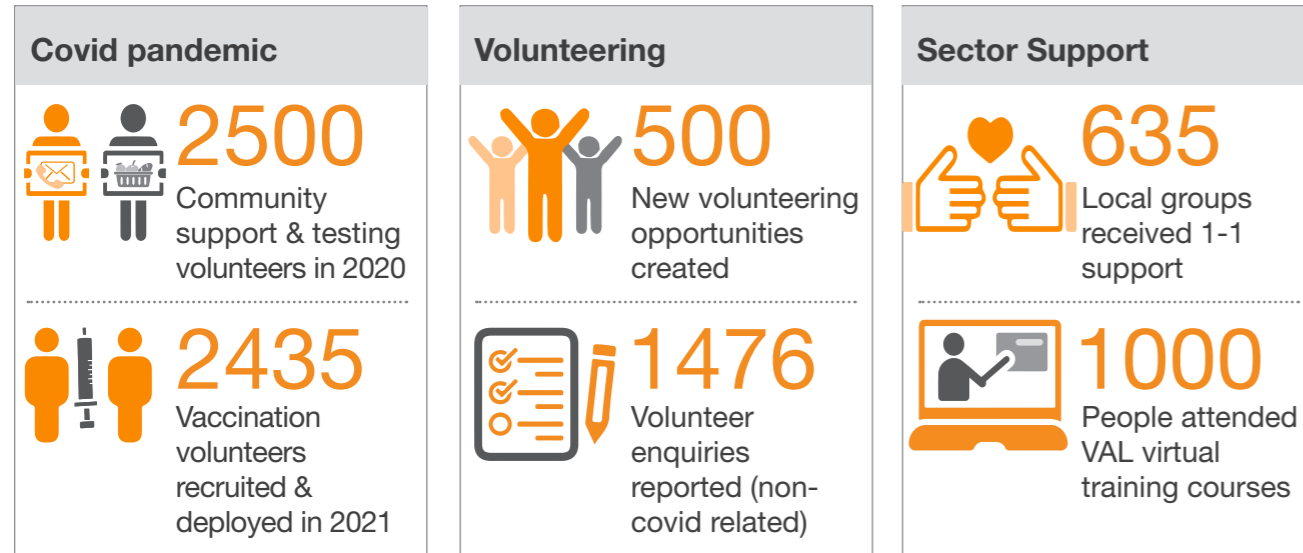 Covid pandemic
2500
Community
support & testing
volunteers in 2020
2435
Vaccination
volunteers
recruited &
deployed in 2021
Volunteering
500
New volunteering
opportunities
created
1476
Volunteer
enquiries
reported (non-
covid related)
Sector Support
635
Local groups
received 1-1
support
1000
People attended
VAL virtual
training courses